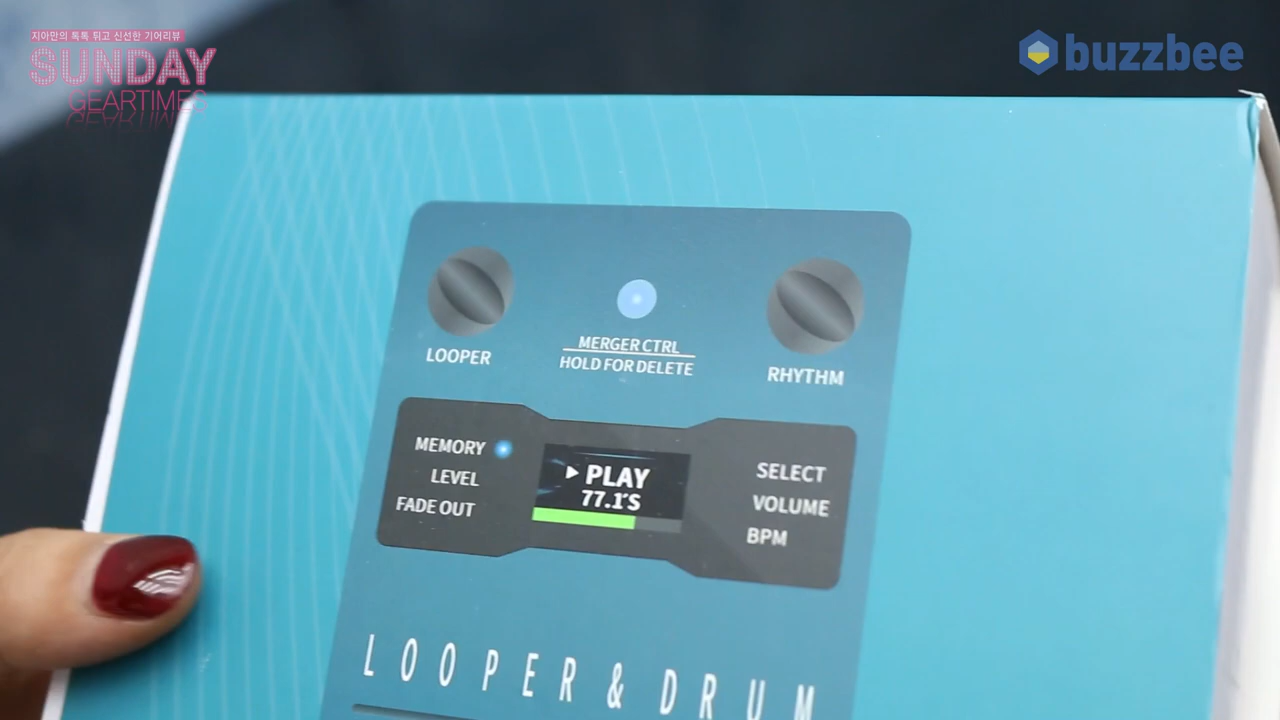 지아만의 톡톡 튀고 신선한 기어리뷰
SUNDAY
GEARTIMES
buzzbee
LOOPER
MERGER CTRL
HOLD FOR DELETE
RHYTHM
MEMORY
LEVEL
FADE OUT
PLAY
77.1'S
SELECT
VOLUME
BPM
LOOPER & DRUM